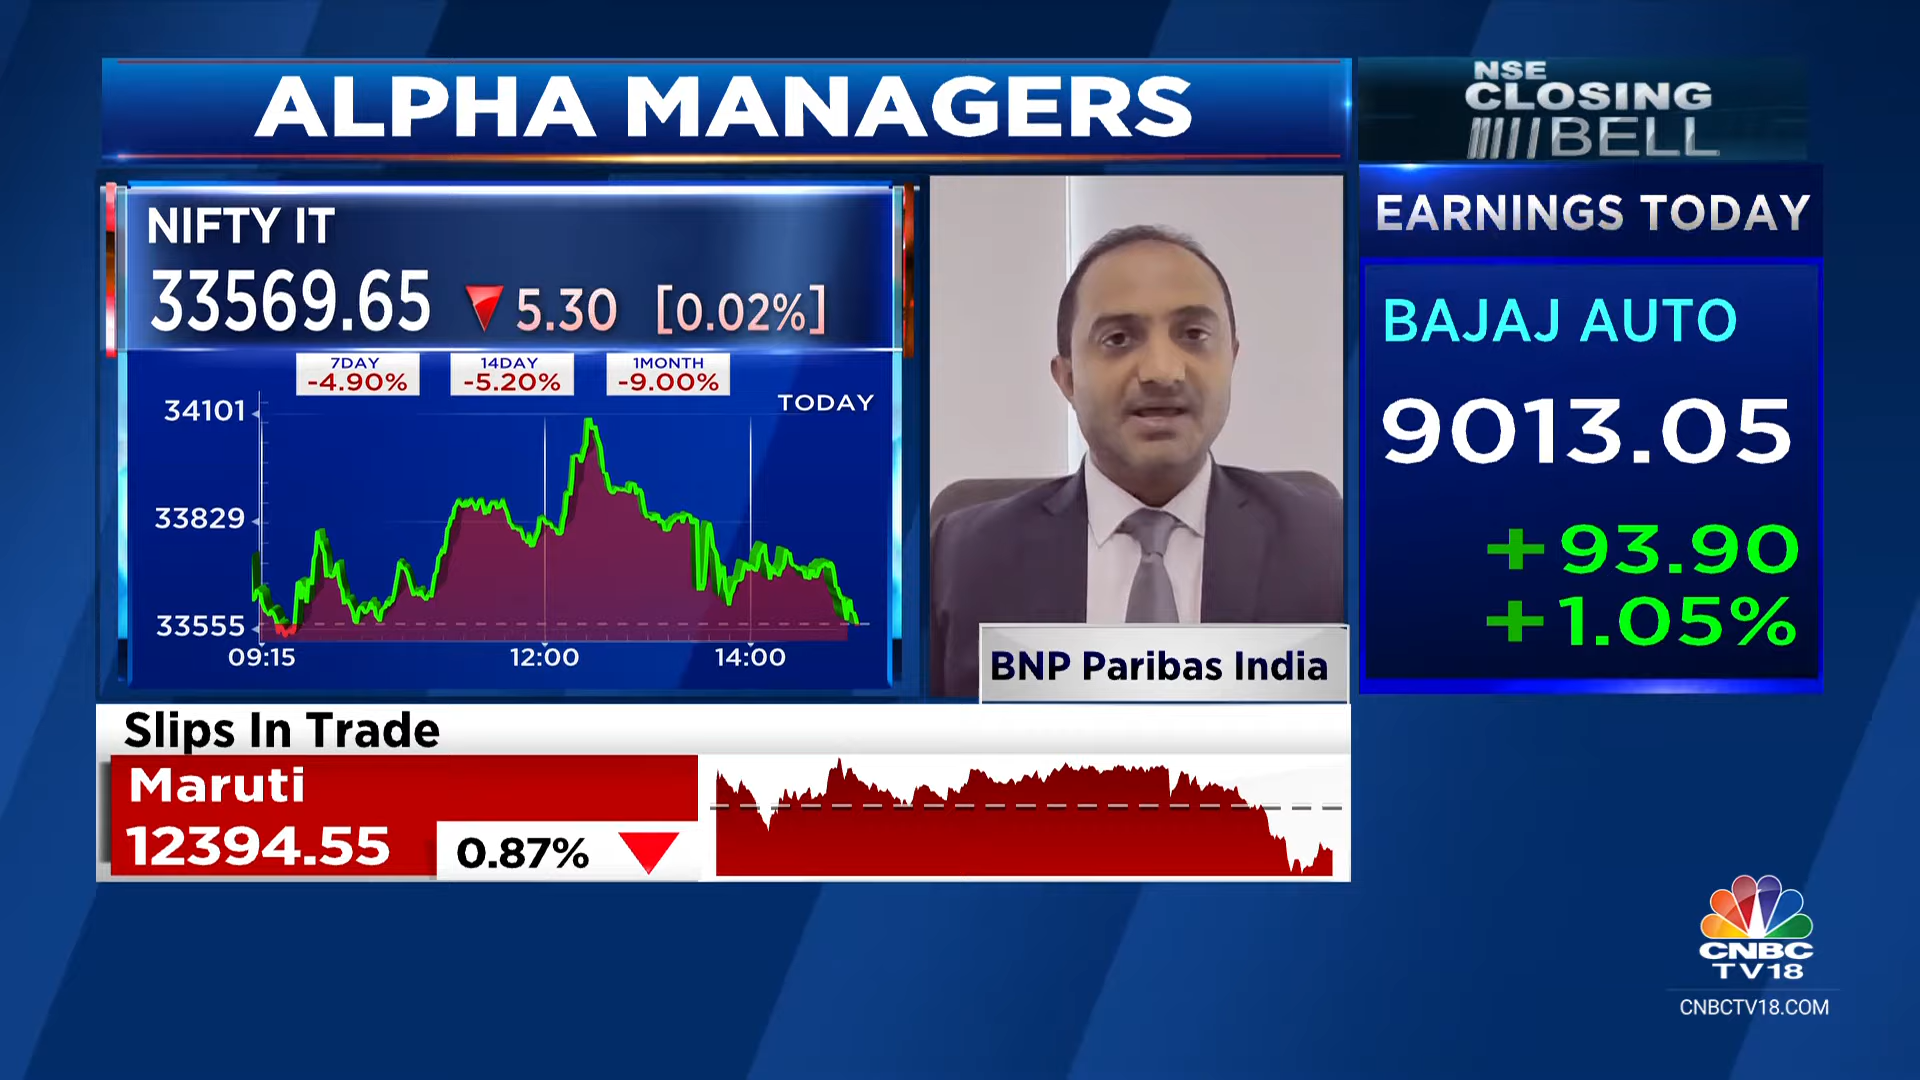 ALPHA MANAGERS
NSE
CLOSING
BELL
NIFTY IT
33569.65 ▼ 5.30 [0.02%]
7DAY
-4.90%
14DAY
-5.20%
1MONTH
-9.00%
TODAY
34101
33829
33555
09:15
12:00
14:00
BNP Paribas India
EARNINGS TODAY
BAJAJ AUTO
9013.05
+93.90
+1.05%
Slips In Trade
Maruti
12394.55
0.87% ▼
CNBC
TV18
CNBCTV18.COM